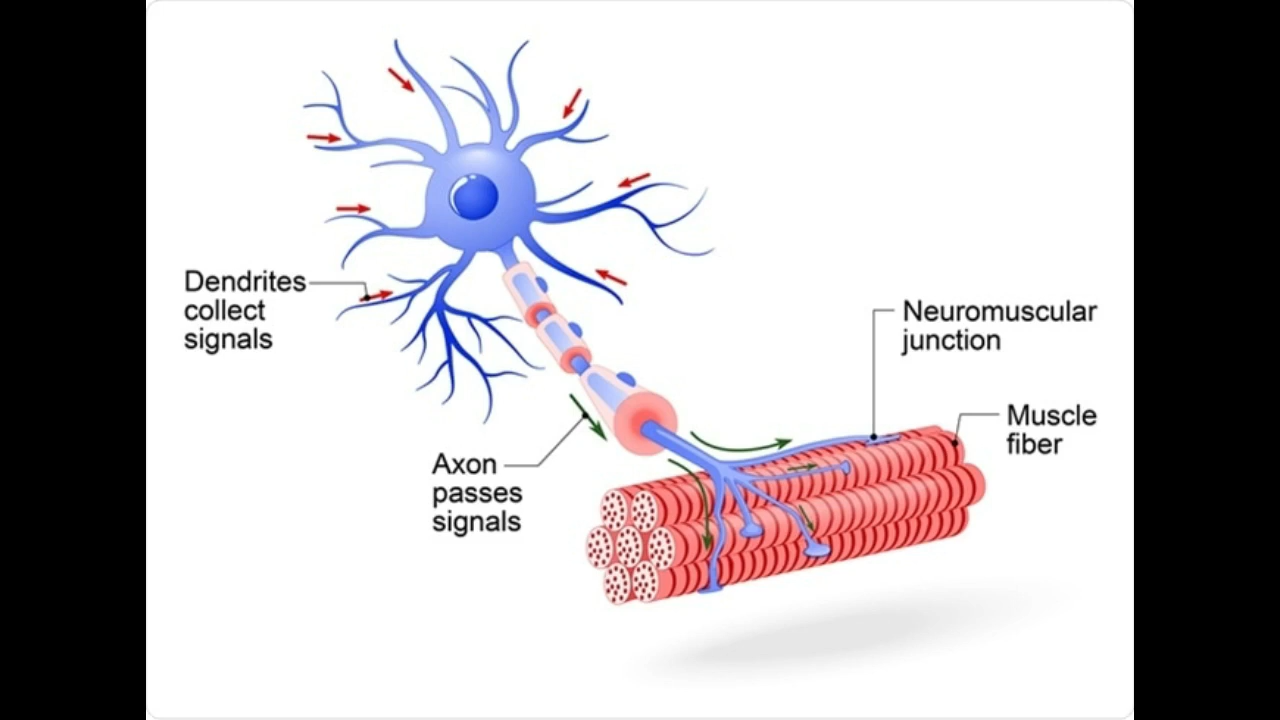 Dendrites
collect
signals
Neuromuscular
junction
Muscle
fiber
Axon
passes
signals